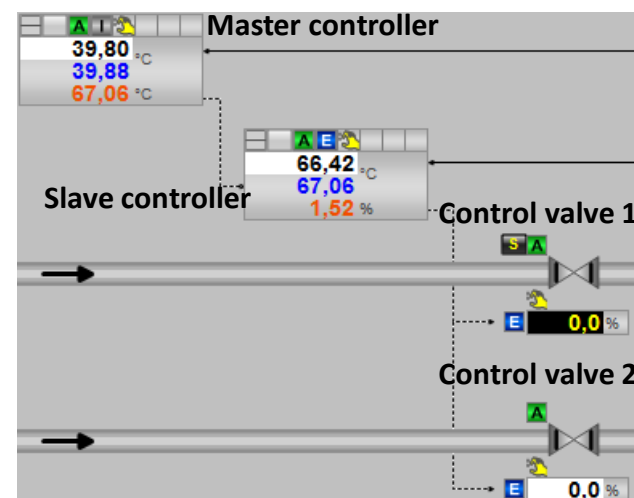 A I Master controller
39,80 °C
39,88
67,06 °C
A E
66,42 °C
67,06
Slave controller
1,52 %
Control valve 1
S A
E 0,0 %
Control valve 2
A
E 0,0 %